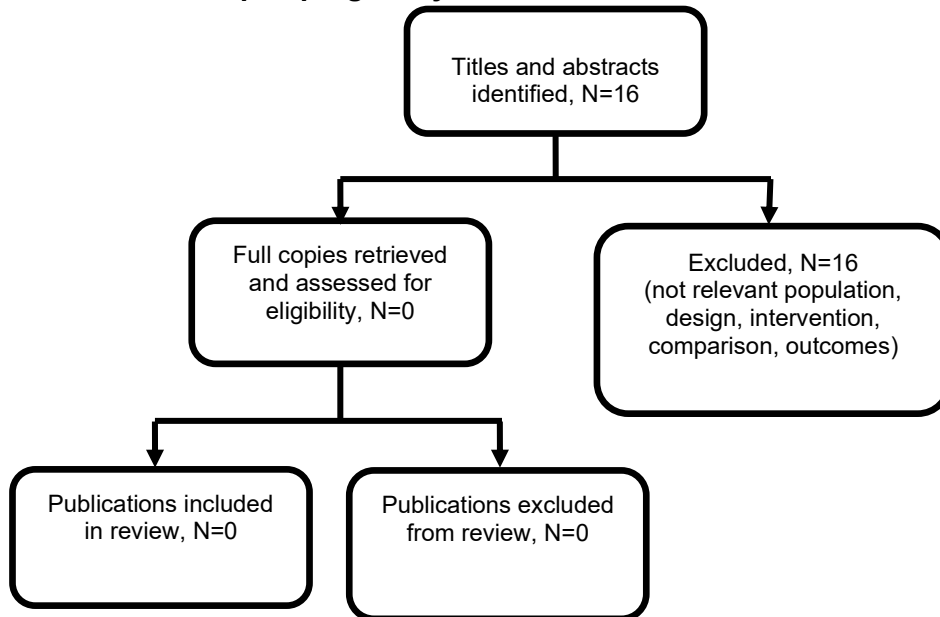 Titles and abstracts
identified, N=16
Full copies retrieved
and assessed for
eligibility, N=0
Excluded, N=16
(not relevant population,
design, intervention,
comparison, outcomes)
Publications included
in review, N=0
Publications excluded
from review, N=0